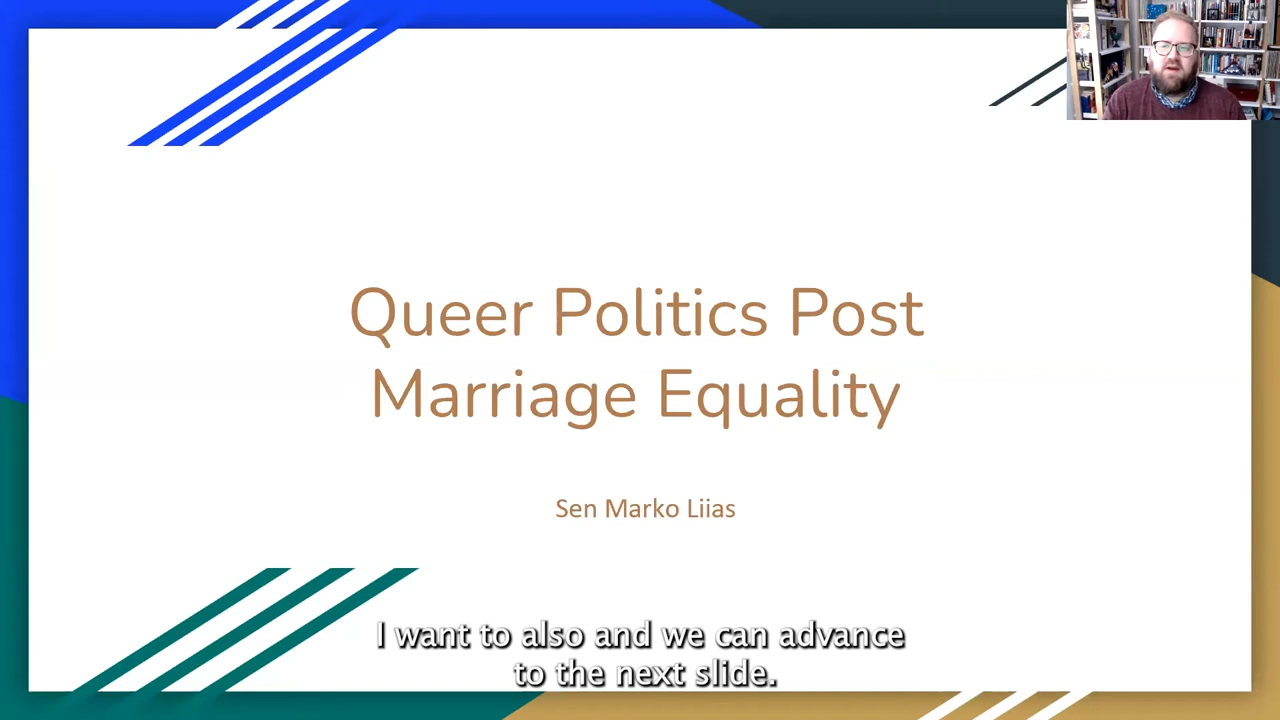 Queer Politics Post
Marriage Equality
Sen Marko Liias
I want to also and we can advance
to the next slide.